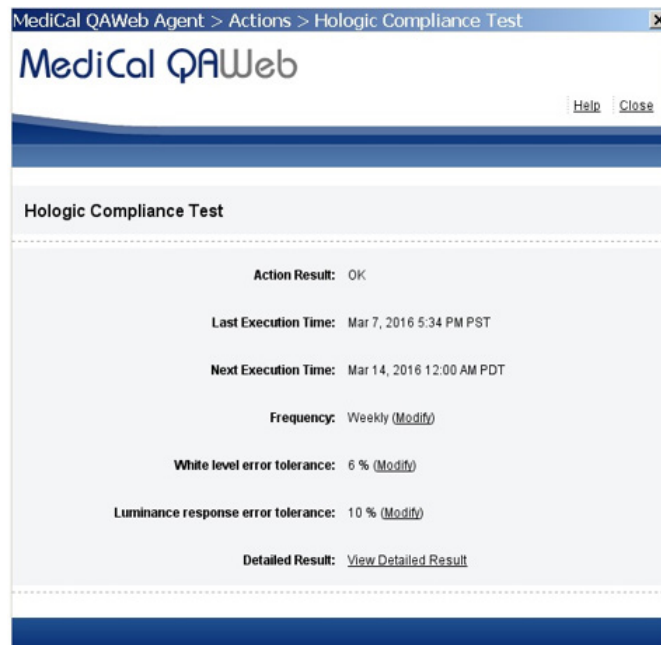 MediCal QAWeb Agent > Actions > Hologic Compliance Test
MediCal QAWeb
Help Close
Hologic Compliance Test
Action Result: OK
Last Execution Time: Mar 7, 2016 5:34 PM PST
Next Execution Time: Mar 14, 2016 12:00 AM PDT
Frequency: Weekly (Modify)
White level error tolerance: 6 % (Modify)
Luminance response error tolerance: 10 % (Modify)
Detailed Result: View Detailed Result